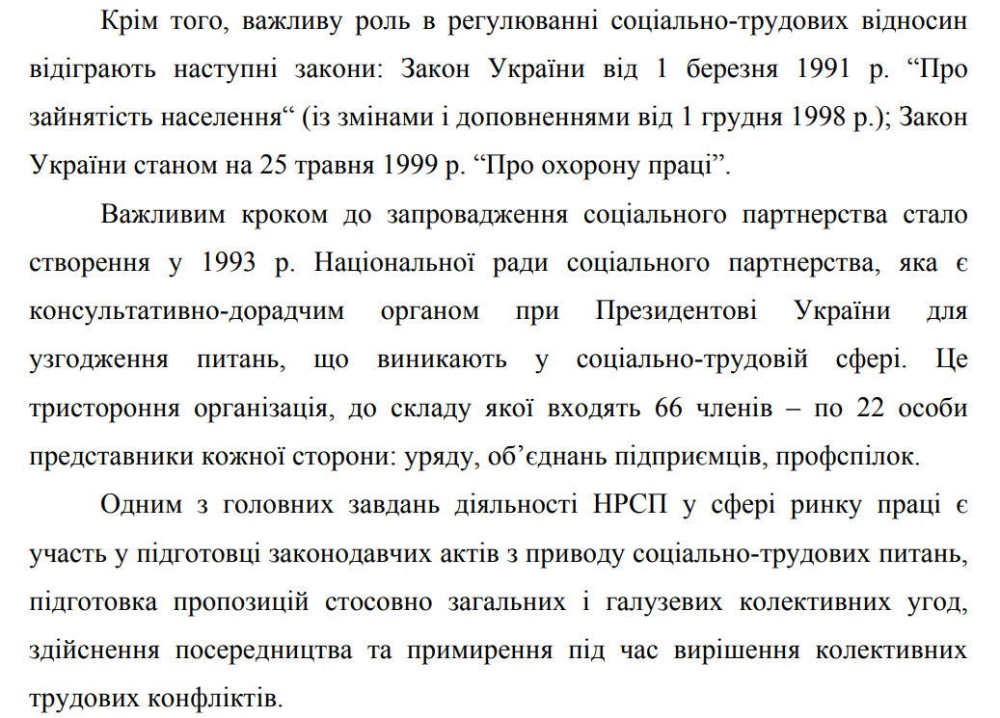 Крім того, важливу роль в регулюванні соціально-трудових відносин
відіграють наступні закони: Закон України від 1 березня 1991 р. “Про
зайнятість населення“ (із змінами і доповненнями від 1 грудня 1998 р.); Закон
України станом на 25 травня 1999 р. “Про охорону праці”.
Важливим кроком до запровадження соціального партнерства стало
створення у 1993 р. Національної ради соціального партнерства, яка є
консультативно-дорадчим органом при Президентові України для
узгодження питань, що виникають у соціально-трудовій сфері. Це
тристороння організація, до складу якої входять 66 членів – по 22 особи
представники кожної сторони: уряду, об’єднань підприємців, профспілок.
Одним з головних завдань діяльності НРСП у сфері ринку праці є
участь у підготовці законодавчих актів з приводу соціально-трудових питань,
підготовка пропозицій стосовно загальних і галузевих колективних угод,
здійснення посередництва та примирення під час вирішення колективних
трудових конфліктів.